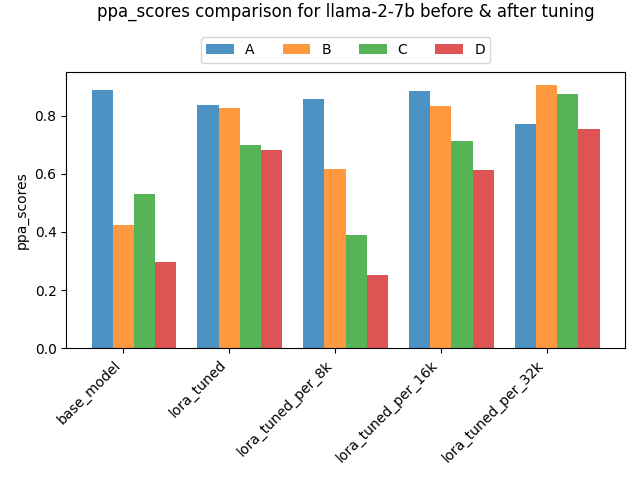 ppa_scores comparison for llama-2-7b before & after tuning
A B C D
ppa_scores
0.8
0.6
0.4
0.2
0.0
base_model
lora_tuned
lora_tuned_per_8k
lora_tuned_per_16k
lora_tuned_per_32k